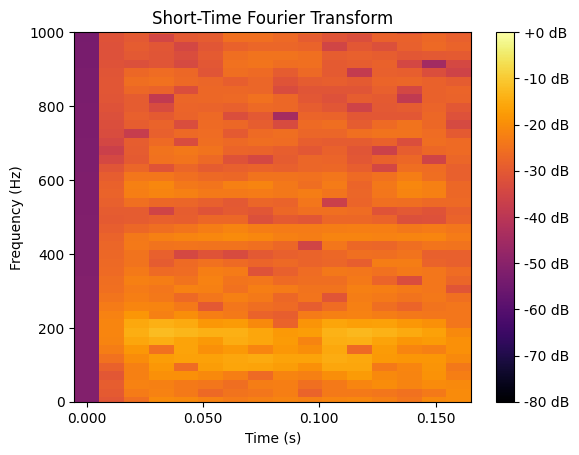 Short-Time Fourier Transform
1000
800
600
400
200
0
Frequency (Hz)
0.000
0.050
0.100
0.150
Time (s)
+0 dB
-10 dB
-20 dB
-30 dB
-40 dB
-50 dB
-60 dB
-70 dB
-80 dB